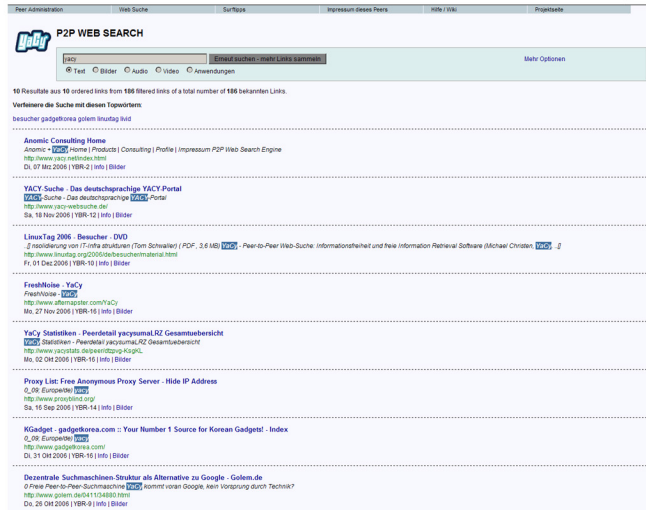 Peer Administration Web Suche Surftipps Impressum dieses Peers Hilfe / Wiki Projektseite
YaCy P2P WEB SEARCH
yacy Erneut suchen - mehr Links sammeln Mehr Optionen
Text Bilder Audio Video Anwendungen
10 Resultate aus 10 ordered links from 186 filtered links of a total number of 186 bekannten Links.
Verfeinere die Suche mit diesen Topwörtern:
besucher gadgetkorea golem linuxtag livid
Anomic Consulting Home
Anomic + YaCy Home | Products | Consulting | Profile | Impressum P2P Web Search Engine
http://www.yacy.net/index.html
Di, 07 Mrz 2006 | YBR-2 | Info | Bilder
YACY-Suche - Das deutschsprachige YACY-Portal
YACY-Suche - Das deutschsprachige YACY-Portal
http://www.yacy-websuche.de/
Sa, 18 Nov 2006 | YBR-12 | Info | Bilder
LinuxTag 2006 - Besucher - DVD
..[] nsolidierung von IT-Infra strukturen (Tom Schwaller) ( PDF , 3,6 MB) YaCy - Peer-to-Peer Web-Suche: Informationsfreiheit und freie Information Retrieval Software (Michael Christen, YaCy ..[]
http://www.linuxtag.org/2006/de/besucher/material.html
Fr, 01 Dez 2006 | YBR-10 | Info | Bilder
FreshNoise - YaCy
FreshNoise - YaCy
http://www.afternapster.com/YaCy
Mo, 27 Nov 2006 | YBR-16 | Info | Bilder
YaCy Statistiken - Peerdetail yacysumaLRZ Gesamtuebersicht
YaCy Statistiken - Peerdetail yacysumaLRZ Gesamtuebersicht
http://www.yacystats.de/peer/dtzpvg-KsgKL
Mo, 02 Okt 2006 | YBR-16 | Info | Bilder
Proxy List: Free Anonymous Proxy Server - Hide IP Address
0_09; Europe/de) yacy
http://www.proxyblind.org/
Sa, 16 Sep 2006 | YBR-14 | Info | Bilder
KGadget - gadgetkorea.com :: Your Number 1 Source for Korean Gadgets! - Index
0_09; Europe/de) yacy
http://www.gadgetkorea.com/
Di, 31 Okt 2006 | YBR-16 | Info | Bilder
Dezentrale Suchmaschinen-Struktur als Alternative zu Google - Golem.de
0 Freie Peer-to-Peer-Suchmaschine YaCy kommt voran Google, kein Vorsprung durch Technik?
http://www.golem.de/0411/34880.html
Do, 26 Okt 2006 | YBR-9 | Info | Bilder